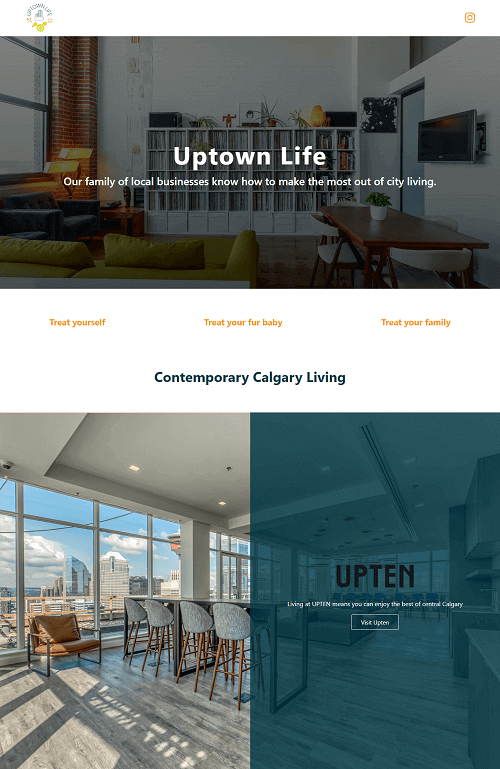 UPTOWN LIFE
Uptown Life
Our family of local businesses know how to make the most out of city living.
Treat yourself
Treat your fur baby
Treat your family
Contemporary Calgary Living
UPTEN
Living at UPTEN means you can enjoy the best of central Calgary
Visit Upten